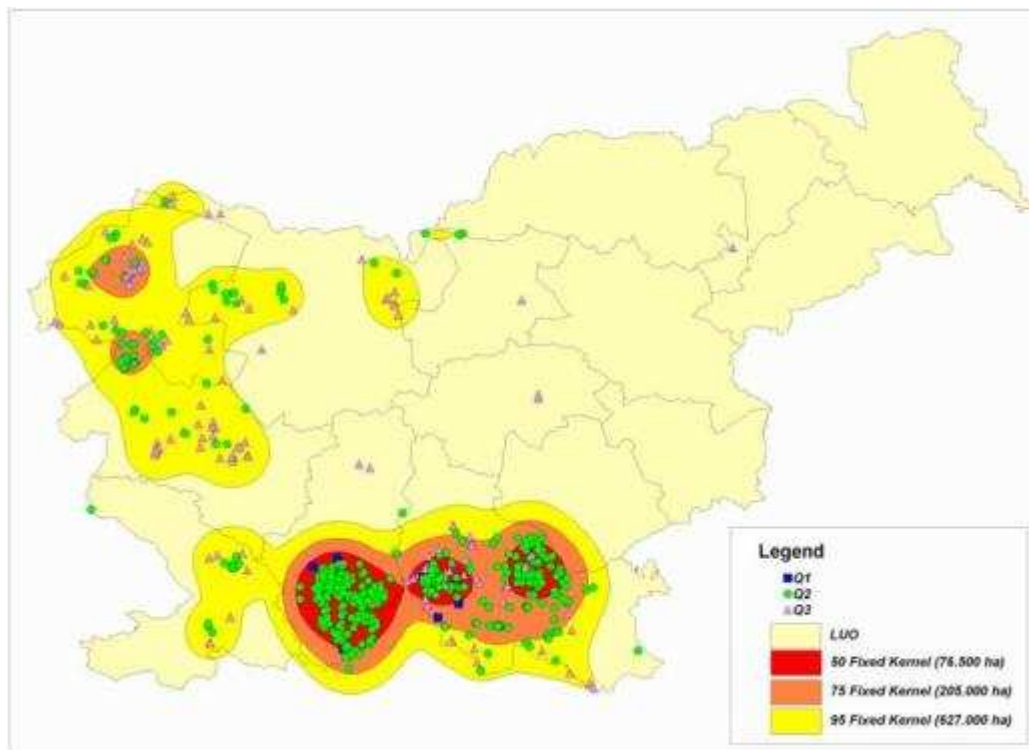 Legend
Q1
Q2
Q3
LUO
50 Fixed Kernel (76.500 ha)
75 Fixed Kernel (205.000 ha)
95 Fixed Kernel (627.000 ha)